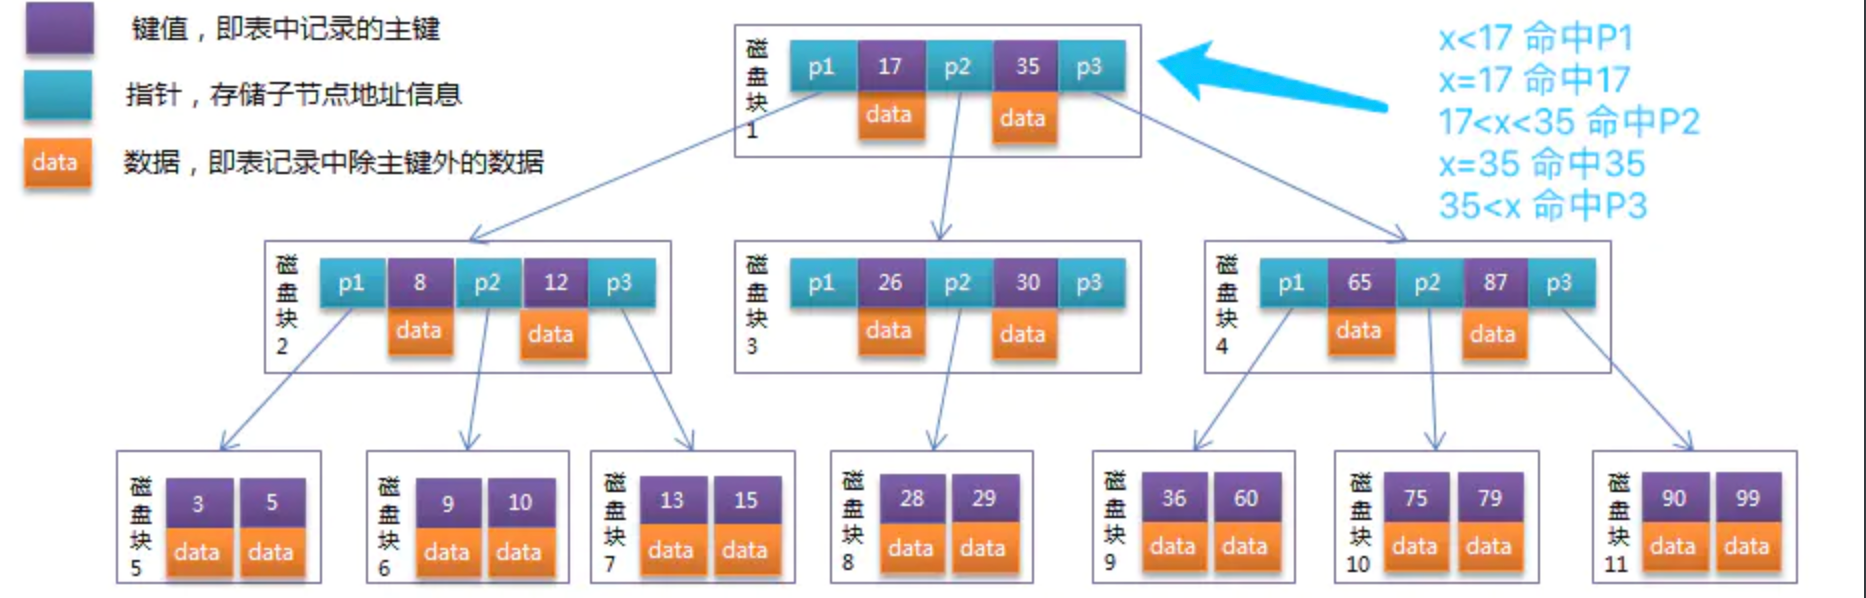 键值，即表中记录的主键
指针，存储子节点地址信息
data 数据，即表记录中除主键外的数据
x<17 命中P1
x=17 命中17
17<x<35 命中P2
x=35 命中35
35<x 命中P3
磁盘块1
p1 17 p2 35 p3
data data
磁盘块2
p1 8 p2 12 p3
data data
磁盘块3
p1 26 p2 30 p3
data data
磁盘块4
p1 65 p2 87 p3
data data
磁盘块5
3 5
data data
磁盘块6
9 10
data data
磁盘块7
13 15
data data
磁盘块8
28 29
data data
磁盘块9
36 60
data data
磁盘块10
75 79
data data
磁盘块11
90 99
data data